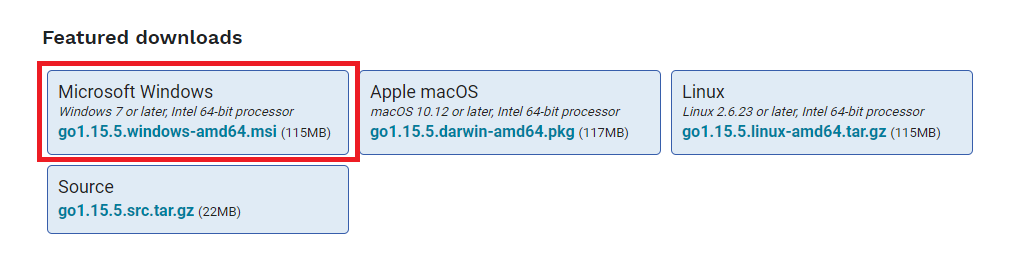 Featured downloads
Microsoft Windows
Windows 7 or later, Intel 64-bit processor
go1.15.5.windows-amd64.msi (115MB)
Apple macOS
macOS 10.12 or later, Intel 64-bit processor
go1.15.5.darwin-amd64.pkg (117MB)
Linux
Linux 2.6.23 or later, Intel 64-bit processor
go1.15.5.linux-amd64.tar.gz (115MB)
Source
go1.15.5.src.tar.gz (22MB)